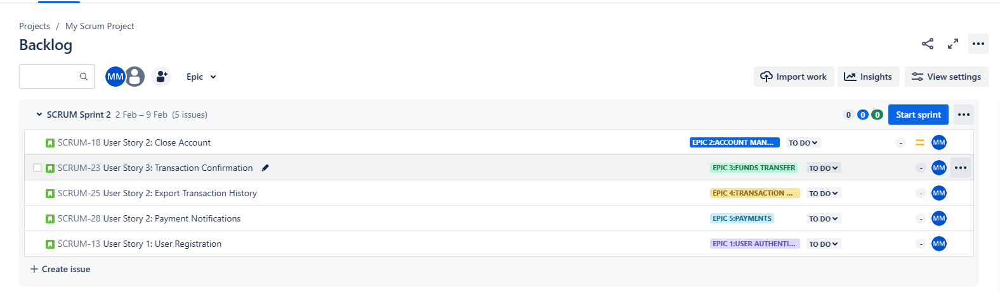 Projects / My Scrum Project
Backlog
MM
Epic
Import work
Insights
View settings
SCRUM Sprint 2 2 Feb – 9 Feb (5 issues)
0 0 0 Start sprint
SCRUM-18 User Story 2: Close Account EPIC 2:ACCOUNT MAN... TO DO - MM
SCRUM-23 User Story 3: Transaction Confirmation EPIC 3:FUNDS TRANSFER TO DO - MM
SCRUM-25 User Story 2: Export Transaction History EPIC 4:TRANSACTION ... TO DO - MM
SCRUM-28 User Story 2: Payment Notifications EPIC 5:PAYMENTS TO DO - MM
SCRUM-13 User Story 1: User Registration EPIC 1:USER AUTHENTI... TO DO - MM
+ Create issue